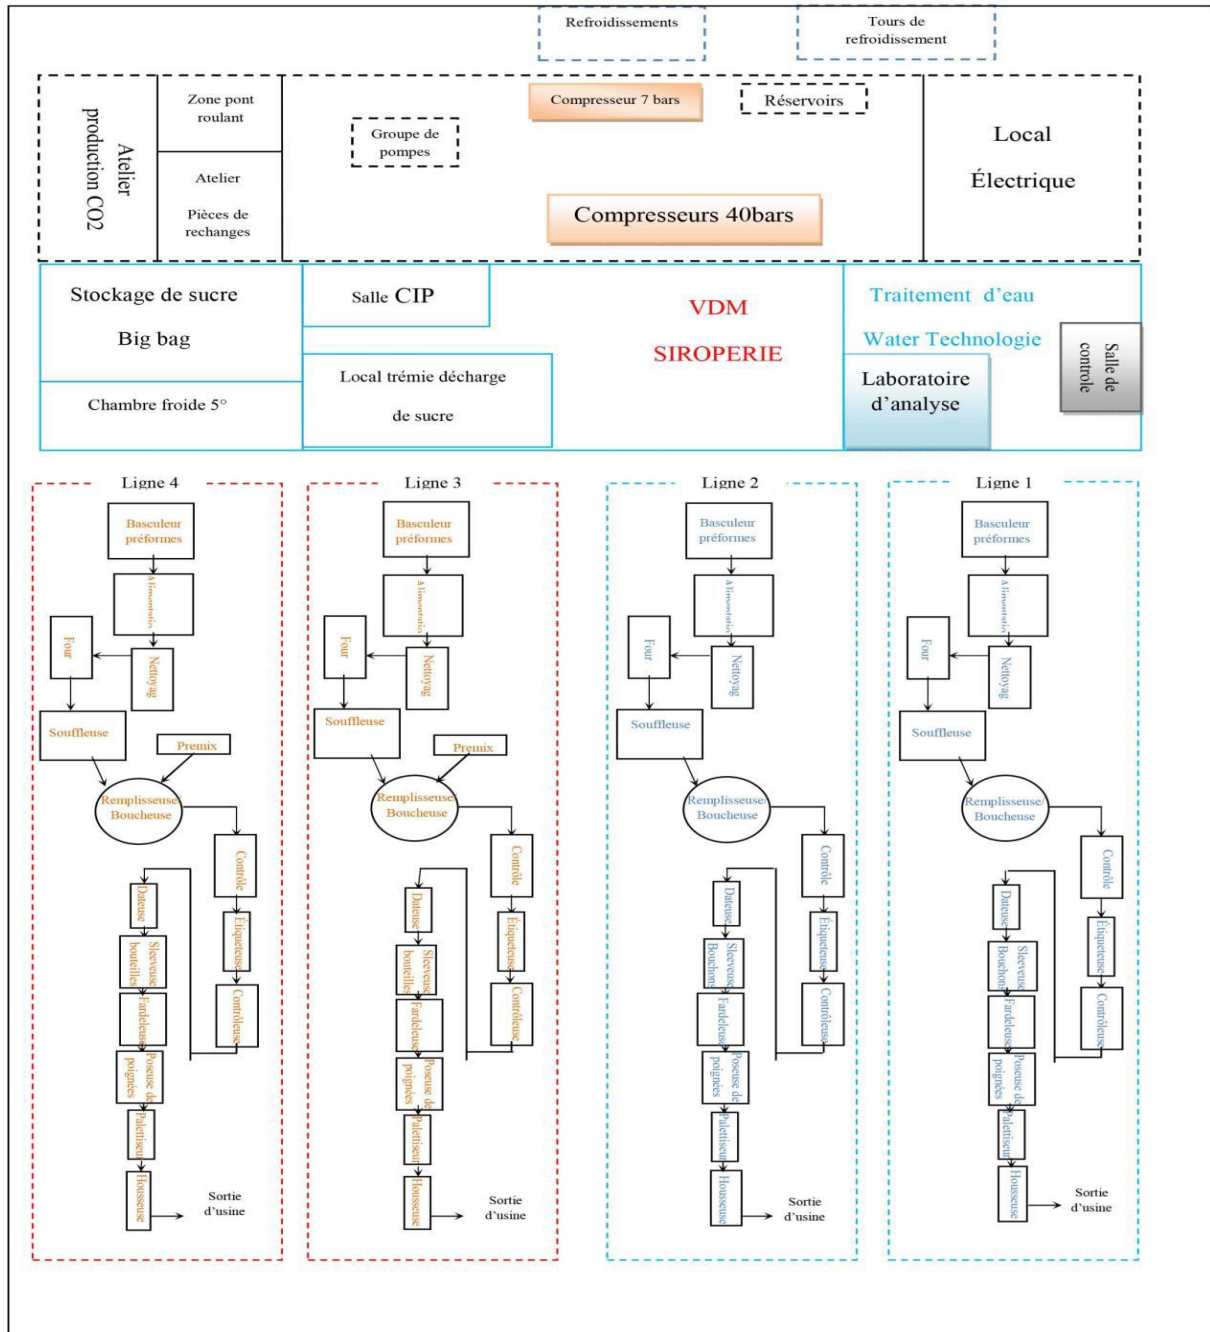 Refroidissements
Tours de
refroidissement
Atelier
production CO2
Zone pont
roulant
Atelier
Pièces de
rechanges
Groupe de
pompes
Compresseur 7 bars
Réservoirs
Compresseurs 40bars
Local
Électrique
Stockage de sucre
Big bag
Chambre froide 5°
Salle CIP
Local trémie décharge
de sucre
VDM
SIROPERIE
Traitement d'eau
Water Technologie
Laboratoire
d'analyse
Salle de
controle
Ligne 4
Basculeur
préformes
Alimentatio
Nettoyag
Four
Souffleuse
Premix
Remplisseuse/
Boucheuse
Contrôle
Étiqueteuse
Contrôleuse
Dateuse
Sleeveuse
bouteilles
Fardeleuse
Poseuse de
poignées
Palettiseur
Housseuse
Sortie
d'usine
Ligne 3
Basculeur
préformes
Alimentatio
Nettoyag
Four
Souffleuse
Premix
Remplisseuse/
Boucheuse
Contrôle
Étiqueteuse
Contrôleuse
Dateuse
Sleeveuse
bouteilles
Fardeleuse
Poseuse de
poignées
Palettiseur
Housseuse
Sortie
d'usine
Ligne 2
Basculeur
préformes
Alimentatio
Nettoyag
Four
Souffleuse
Remplisseuse/
Boucheuse
Contrôle
Étiqueteuse
Contrôleuse
Dateuse
Sleeveuse
Bouchons
Fardeleuse
Poseuse de
poignées
Palettiseur
Housseuse
Sortie
d'usine
Ligne 1
Basculeur
préformes
Alimentatio
Nettoyag
Four
Souffleuse
Remplisseuse/
Boucheuse
Contrôle
Étiqueteuse
Contrôleuse
Dateuse
Sleeveuse
Bouchons
Fardeleuse
Poseuse de
poignées
Palettiseur
Housseuse
Sortie
d'usine